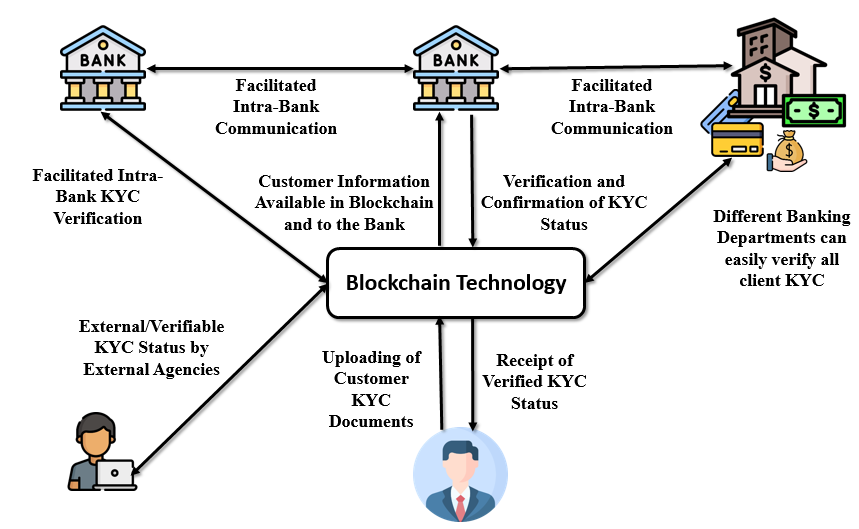 BANK
BANK
Facilitated
Intra-Bank
Communication
Facilitated
Intra-Bank
Communication
Facilitated Intra-
Bank KYC
Verification
Customer Information
Available in Blockchain
and to the Bank
Verification and
Confirmation of KYC
Status
Different Banking
Departments can
easily verify all
client KYC
Blockchain Technology
External/Verifiable
KYC Status by
External Agencies
Uploading of
Customer
KYC
Documents
Receipt of
Verified KYC
Status